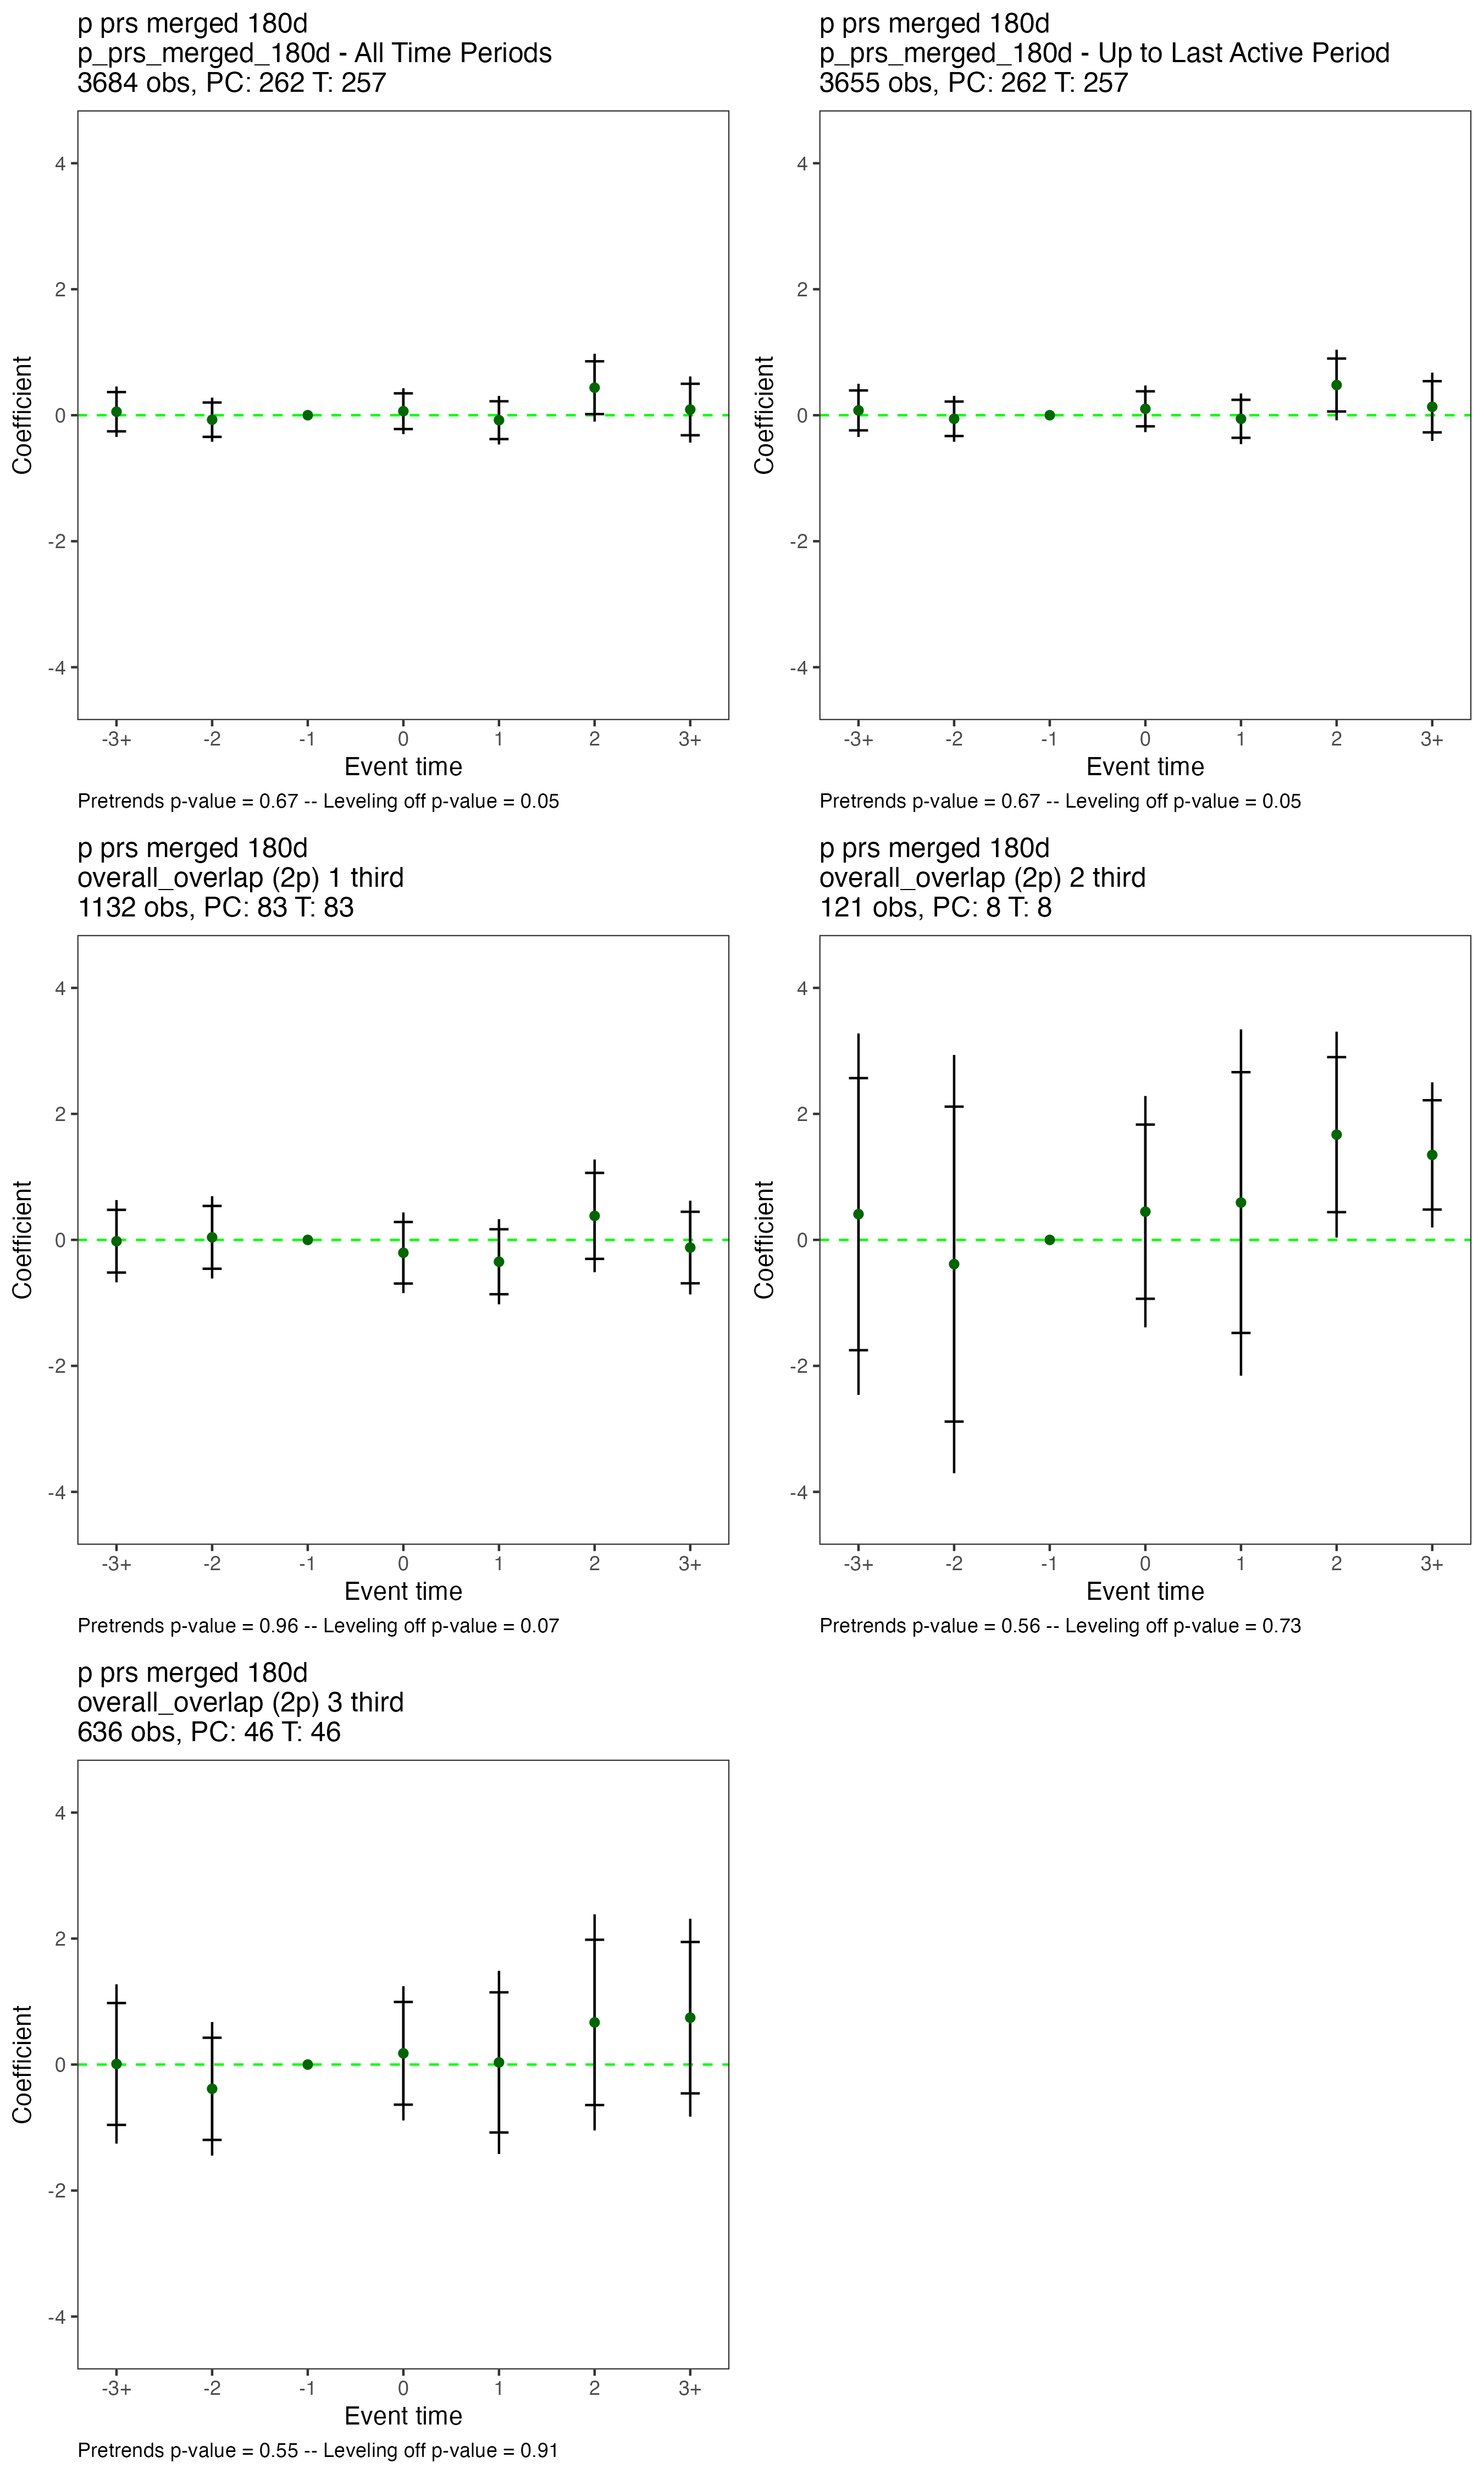 p prs merged 180d
p_prs_merged_180d - All Time Periods
3684 obs, PC: 262 T: 257
4
2
0
-2
-4
Coefficient
-3+ -2 -1 0 1 2 3+
Event time
Pretrends p-value = 0.67 -- Leveling off p-value = 0.05
p prs merged 180d
p_prs_merged_180d - Up to Last Active Period
3655 obs, PC: 262 T: 257
4
2
0
-2
-4
Coefficient
-3+ -2 -1 0 1 2 3+
Event time
Pretrends p-value = 0.67 -- Leveling off p-value = 0.05
p prs merged 180d
overall_overlap (2p) 1 third
1132 obs, PC: 83 T: 83
4
2
0
-2
-4
Coefficient
-3+ -2 -1 0 1 2 3+
Event time
Pretrends p-value = 0.96 -- Leveling off p-value = 0.07
p prs merged 180d
overall_overlap (2p) 2 third
121 obs, PC: 8 T: 8
4
2
0
-2
-4
Coefficient
-3+ -2 -1 0 1 2 3+
Event time
Pretrends p-value = 0.56 -- Leveling off p-value = 0.73
p prs merged 180d
overall_overlap (2p) 3 third
636 obs, PC: 46 T: 46
4
2
0
-2
-4
Coefficient
-3+ -2 -1 0 1 2 3+
Event time
Pretrends p-value = 0.55 -- Leveling off p-value = 0.91